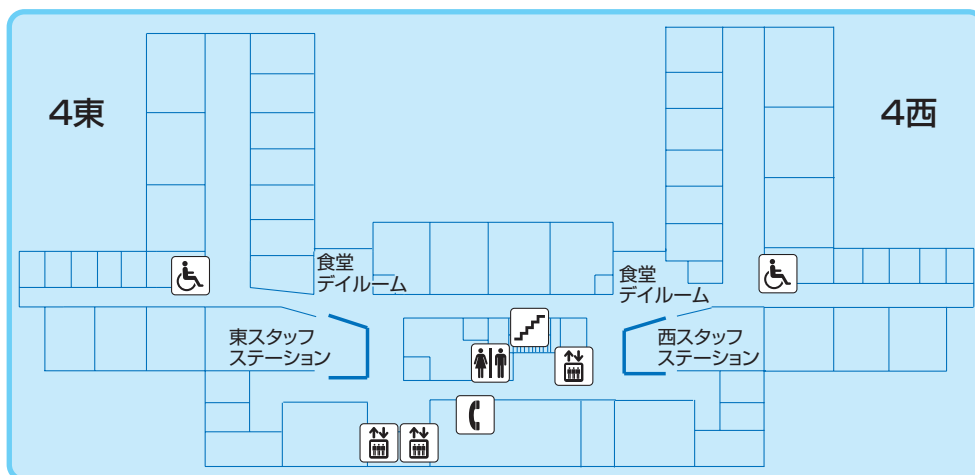 4東
4西
食堂
デイルーム
食堂
デイルーム
東スタッフ
ステーション
西スタッフ
ステーション